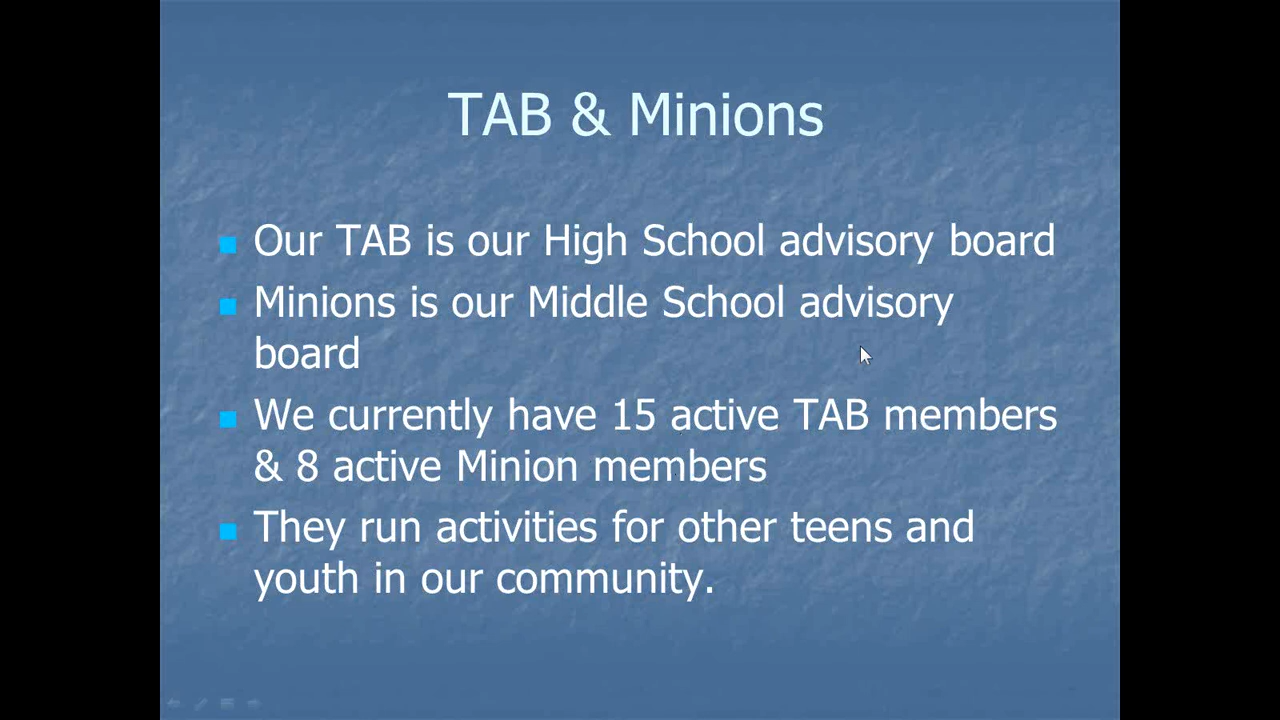 TAB & Minions
Our TAB is our High School advisory board
Minions is our Middle School advisory
board
We currently have 15 active TAB members
& 8 active Minion members
They run activities for other teens and
youth in our community.